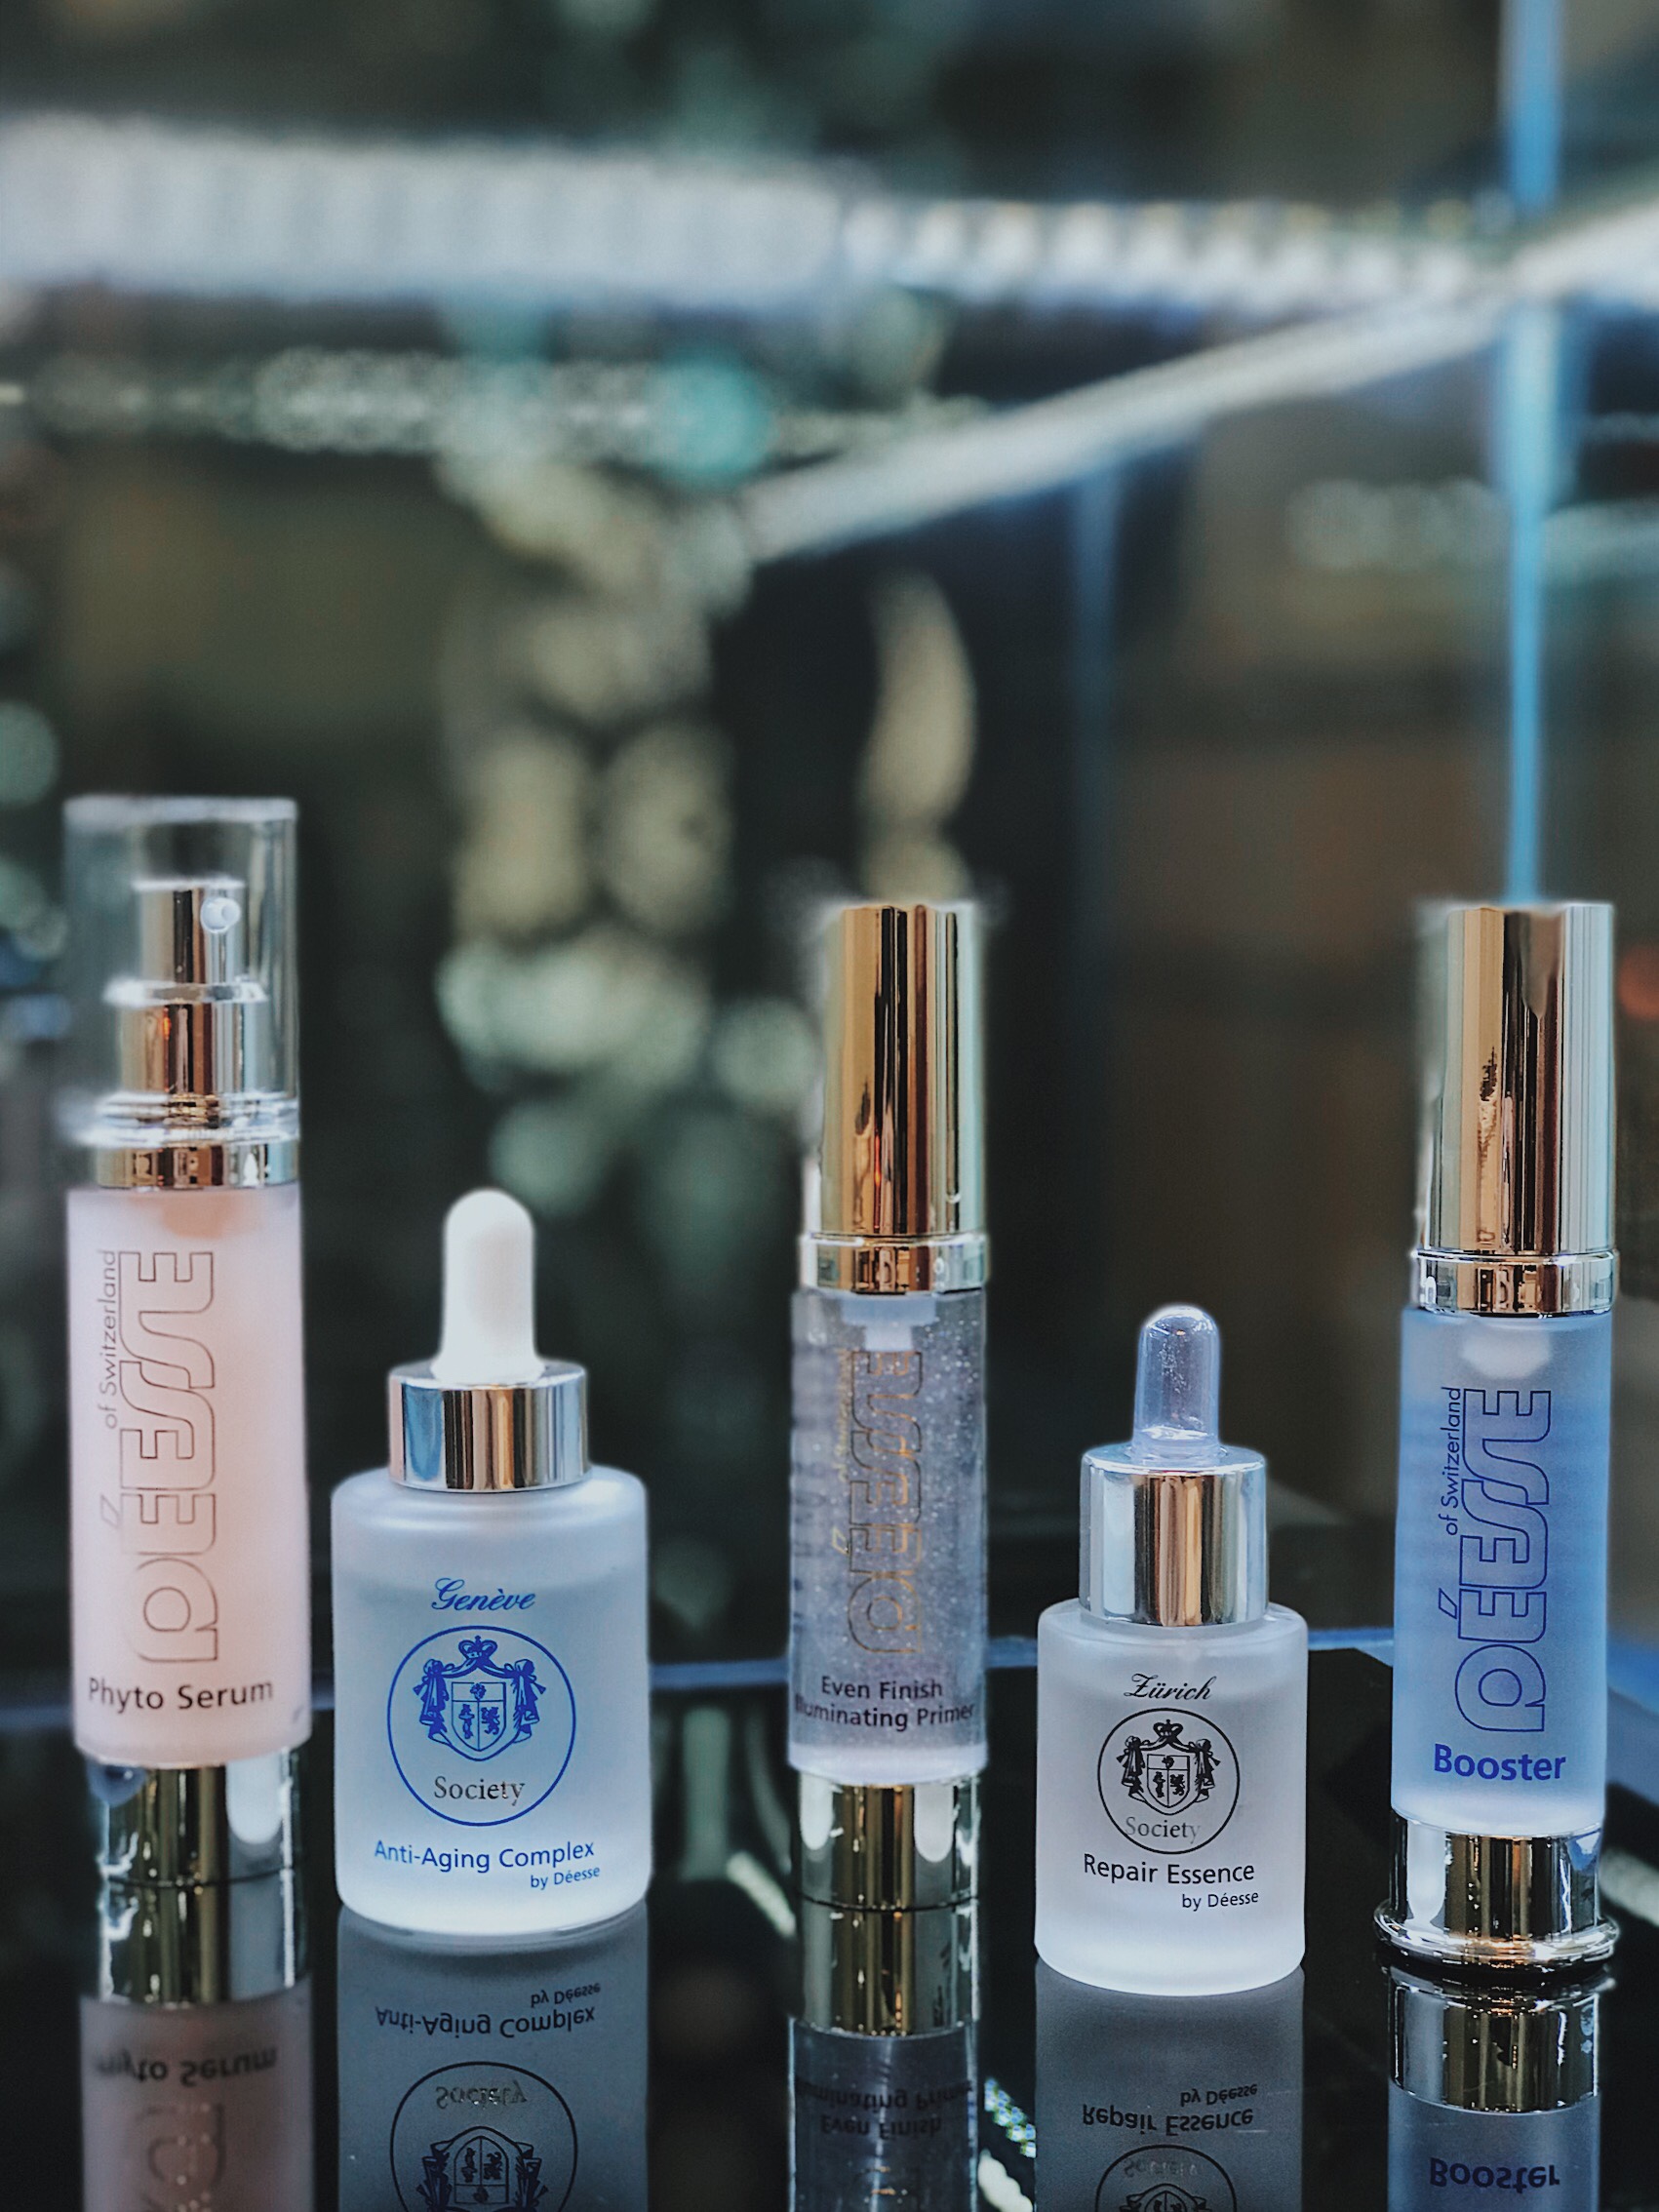 DÉESSE
of Switzerland
Phyto Serum
Genève
Society
Anti-Aging Complex
by Déesse
DÉESSE
Even Finish
Illuminating Primer
Zürich
Society
Repair Essence
by Déesse
DÉESSE
of Switzerland
Booster